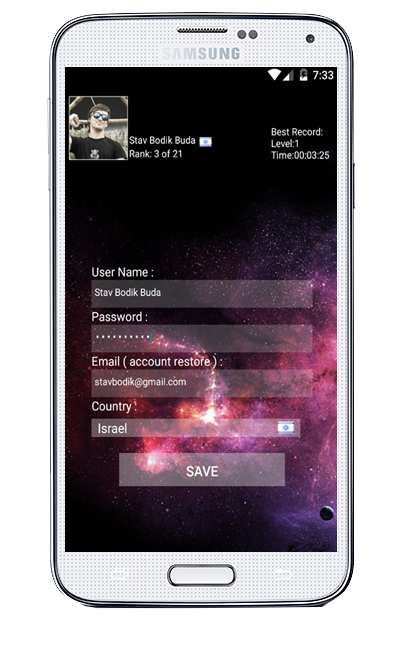 SAMSUNG
7:33
Stav Bodik Buda
Rank: 3 of 21
Best Record:
Level:1
Time:00:03:25
User Name :
Stav Bodik Buda
Password :
••••••••••
Email ( account restore ) :
stavbodik@gmail.com
Country :
Israel
SAVE